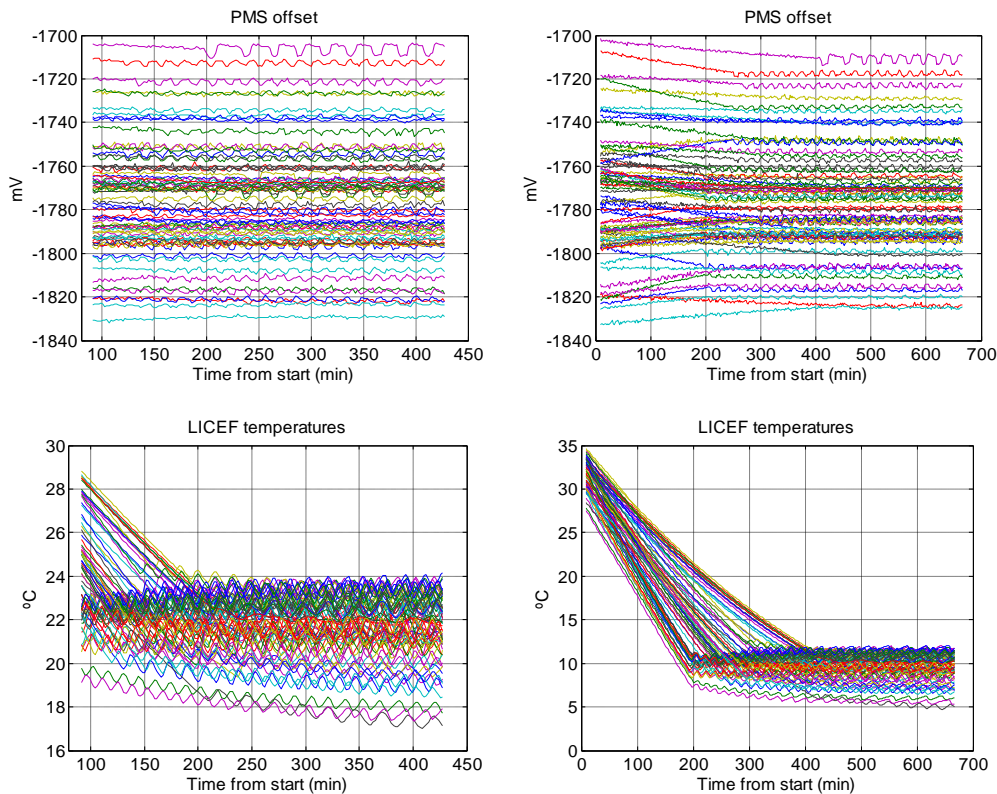 PMS offset
-1700
-1720
-1740
-1760
-1780
-1800
-1820
-1840
mV
100 150 200 250 300 350 400 450
Time from start (min)
PMS offset
-1700
-1720
-1740
-1760
-1780
-1800
-1820
-1840
mV
0 100 200 300 400 500 600 700
Time from start (min)
LICEF temperatures
30
28
26
24
22
20
18
16
ºC
100 150 200 250 300 350 400 450
Time from start (min)
LICEF temperatures
35
30
25
20
15
10
5
0
ºC
0 100 200 300 400 500 600 700
Time from start (min)